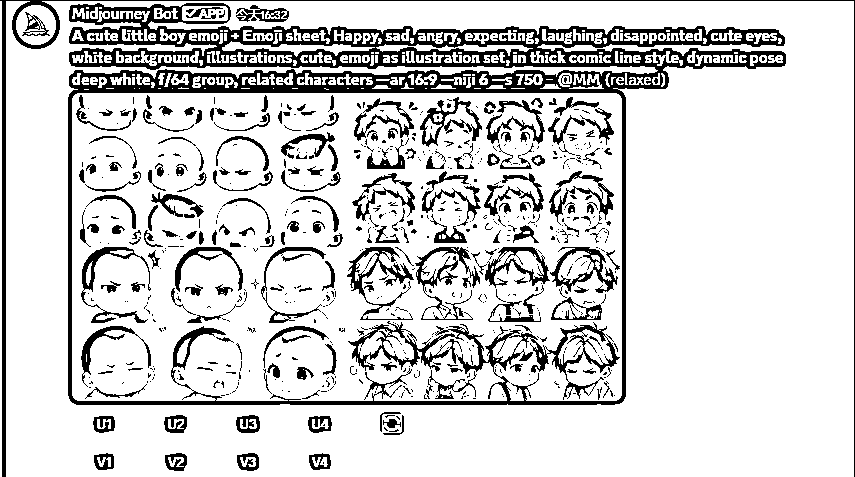 Midjourney Bot ✓ APP 今天16:32
A cute little boy emoji - Emoji sheet, Happy, sad, angry, expecting, laughing, disappointed, cute eyes,
white background, illustrations, cute, emoji as illustration set, in thick comic line style, dynamic pose
deep white, f/64 group, related characters --ar 16:9 --niji 6 --s 750 - @MM (relaxed)
U1 U2 U3 U4
V1 V2 V3 V4